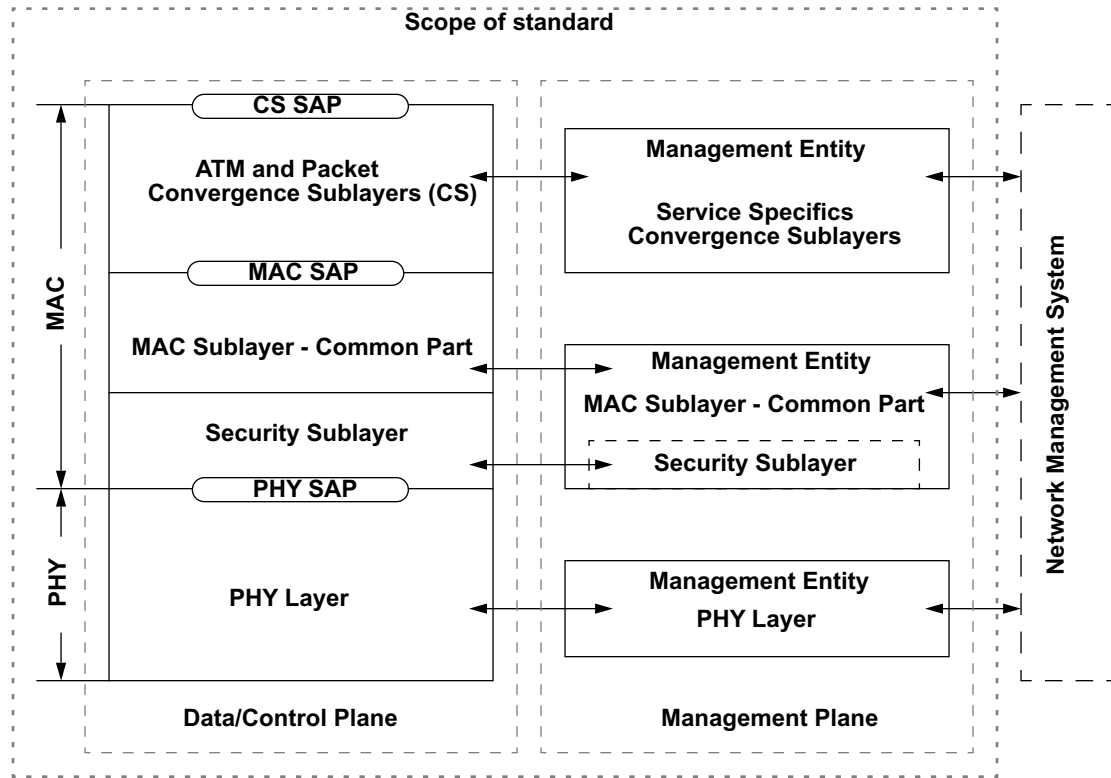 Scope of standard
CS SAP
ATM and Packet
Convergence Sublayers (CS)
MAC SAP
MAC Sublayer - Common Part
Security Sublayer
PHY SAP
PHY Layer
MAC
PHY
Data/Control Plane
Management Entity
Service Specifics
Convergence Sublayers
Management Entity
MAC Sublayer - Common Part
Security Sublayer
Management Entity
PHY Layer
Management Plane
Network Management System